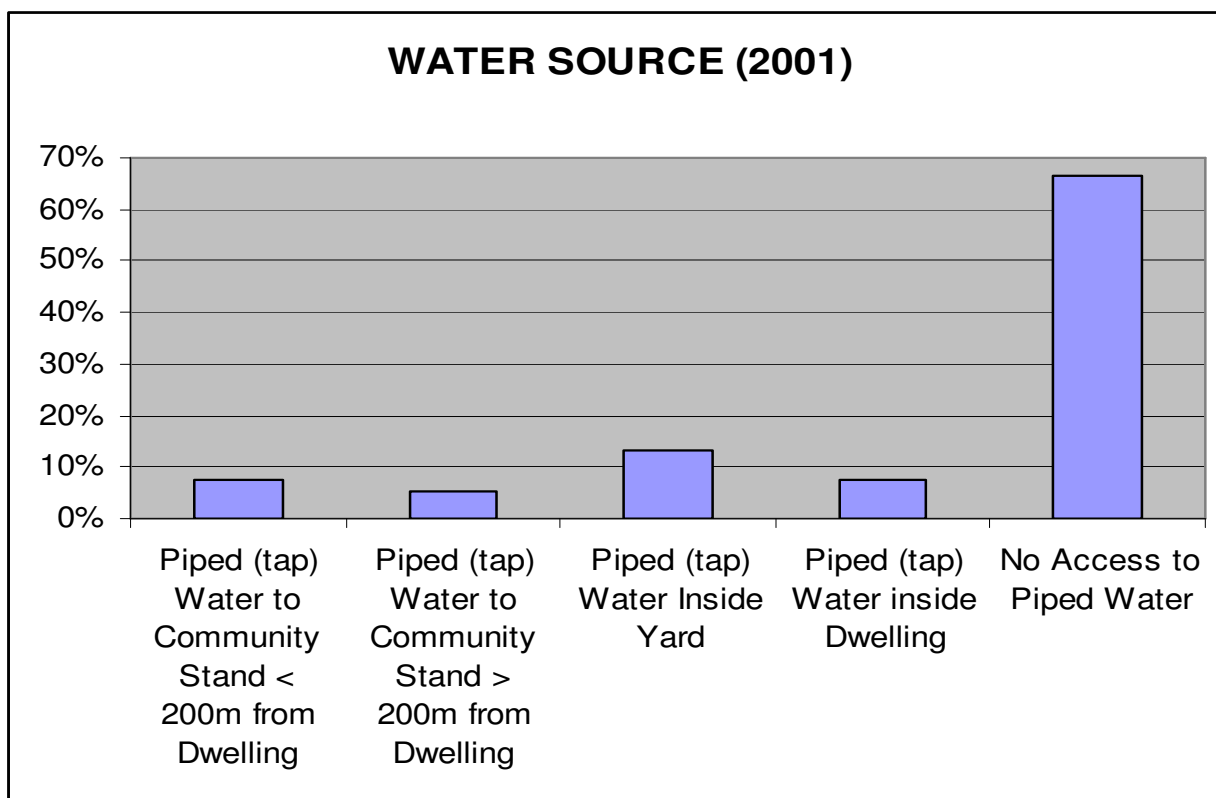 WATER SOURCE (2001)
70%
60%
50%
40%
30%
20%
10%
0%
Piped (tap)
Water to
Community
Stand <
200m from
Dwelling
Piped (tap)
Water to
Community
Stand >
200m from
Dwelling
Piped (tap)
Water Inside
Yard
Piped (tap)
Water inside
Dwelling
No Access to
Piped Water